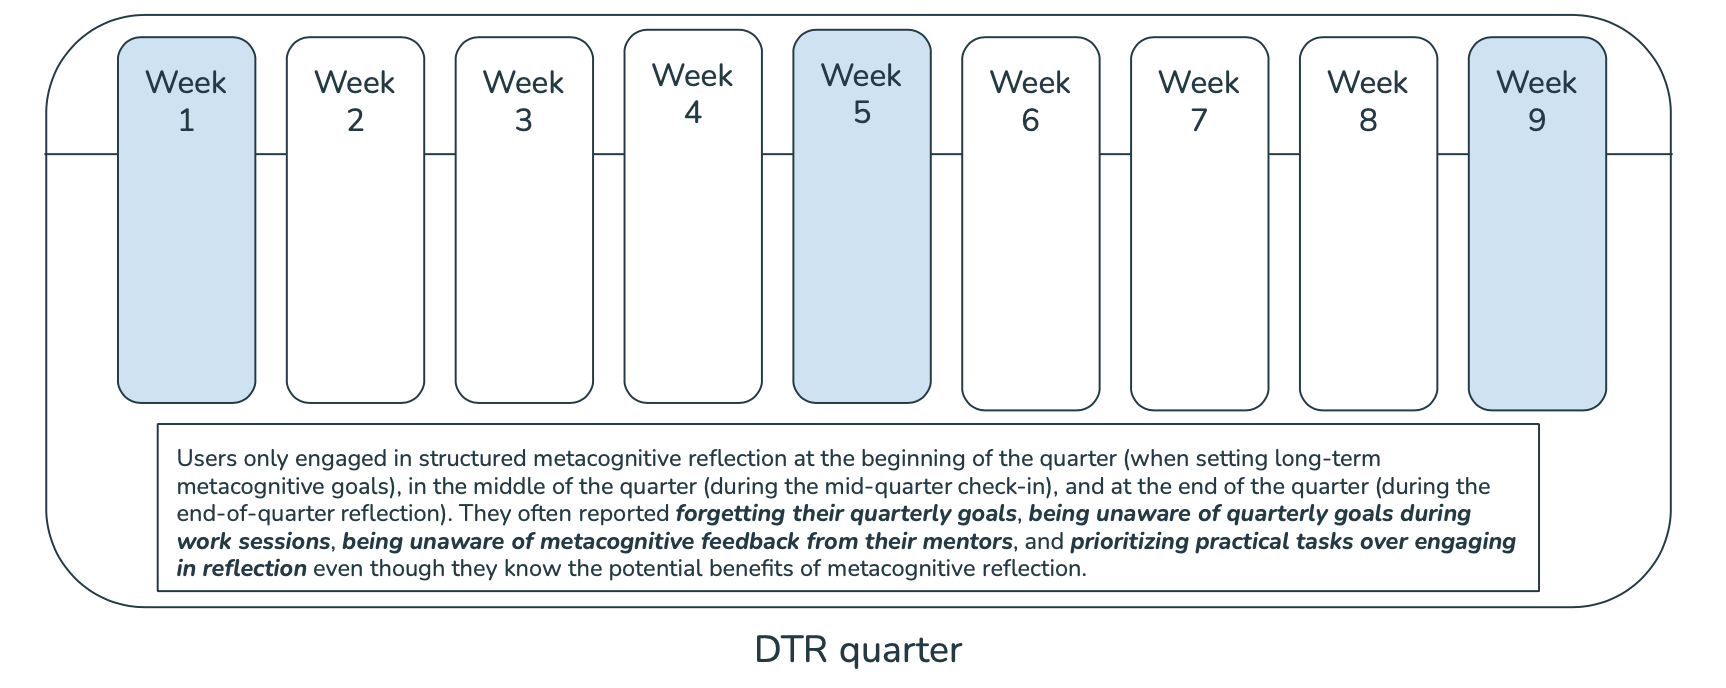 Week
1
Week
2
Week
3
Week
4
Week
5
Week
6
Week
7
Week
8
Week
9
Users only engaged in structured metacognitive reflection at the beginning of the quarter (when setting long-term
metacognitive goals), in the middle of the quarter (during the mid-quarter check-in), and at the end of the quarter (during the
end-of-quarter reflection). They often reported forgetting their quarterly goals, being unaware of quarterly goals during
work sessions, being unaware of metacognitive feedback from their mentors, and prioritizing practical tasks over engaging
in reflection even though they know the potential benefits of metacognitive reflection.
DTR quarter